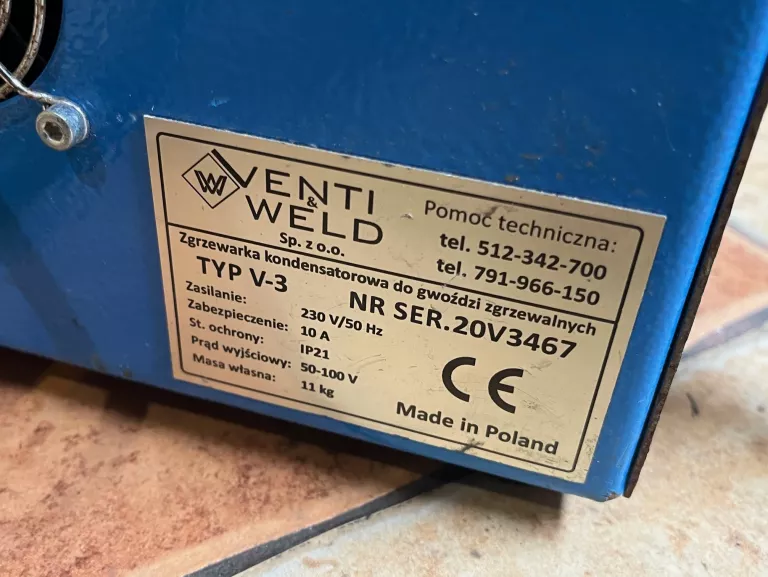 VENTI
&
WELD
Sp. z o.o.
Pomoc techniczna:
tel. 512-342-700
tel. 791-966-150
Zgrzewarka kondensatorowa do gwoździ zgrzewalnych
TYP V-3
NR SER.20V3467
Zasilanie: 230 V/50 Hz
Zabezpieczenie: 10 A
St. ochrony: IP21
Prąd wyjściowy: 50-100 V
Masa własna: 11 kg
CE
Made in Poland